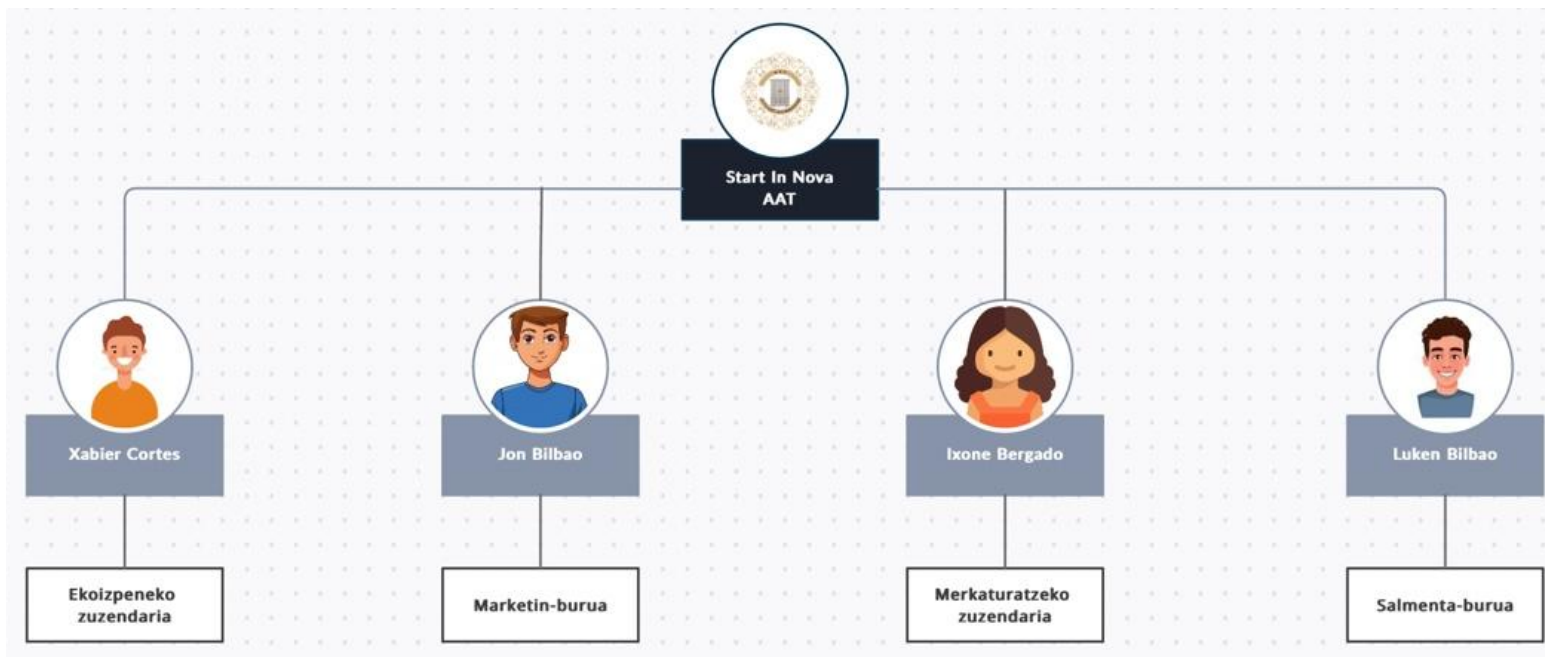 Start In Nova
AAT
Xabier Cortes
Jon Bilbao
Ixone Bergado
Luken Bilbao
Ekoizpeneko
zuzendaria
Marketin-burua
Merkaturatzeko
zuzendaria
Salmenta-burua